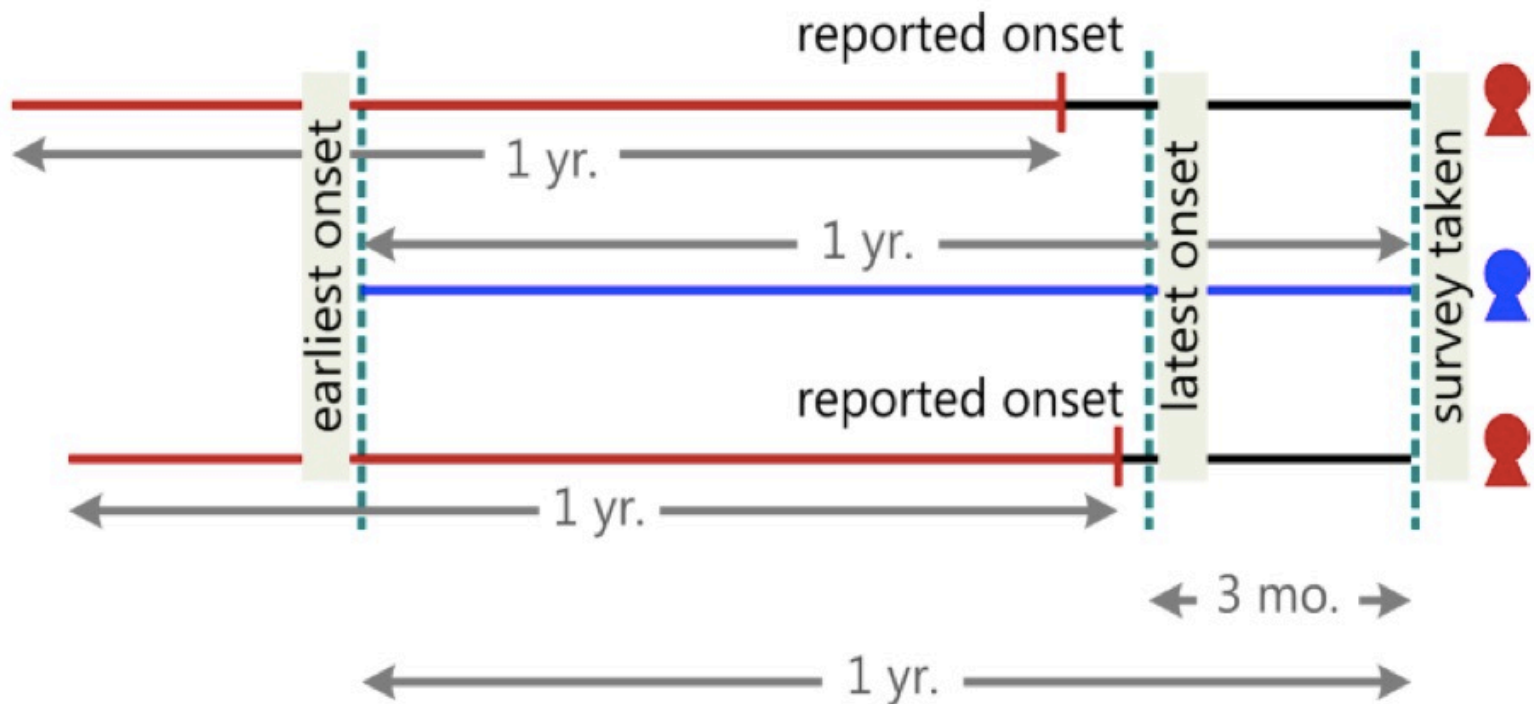 reported onset
1 yr.
1 yr.
earliest onset
latest onset
survey taken
reported onset
1 yr.
3 mo.
1 yr.